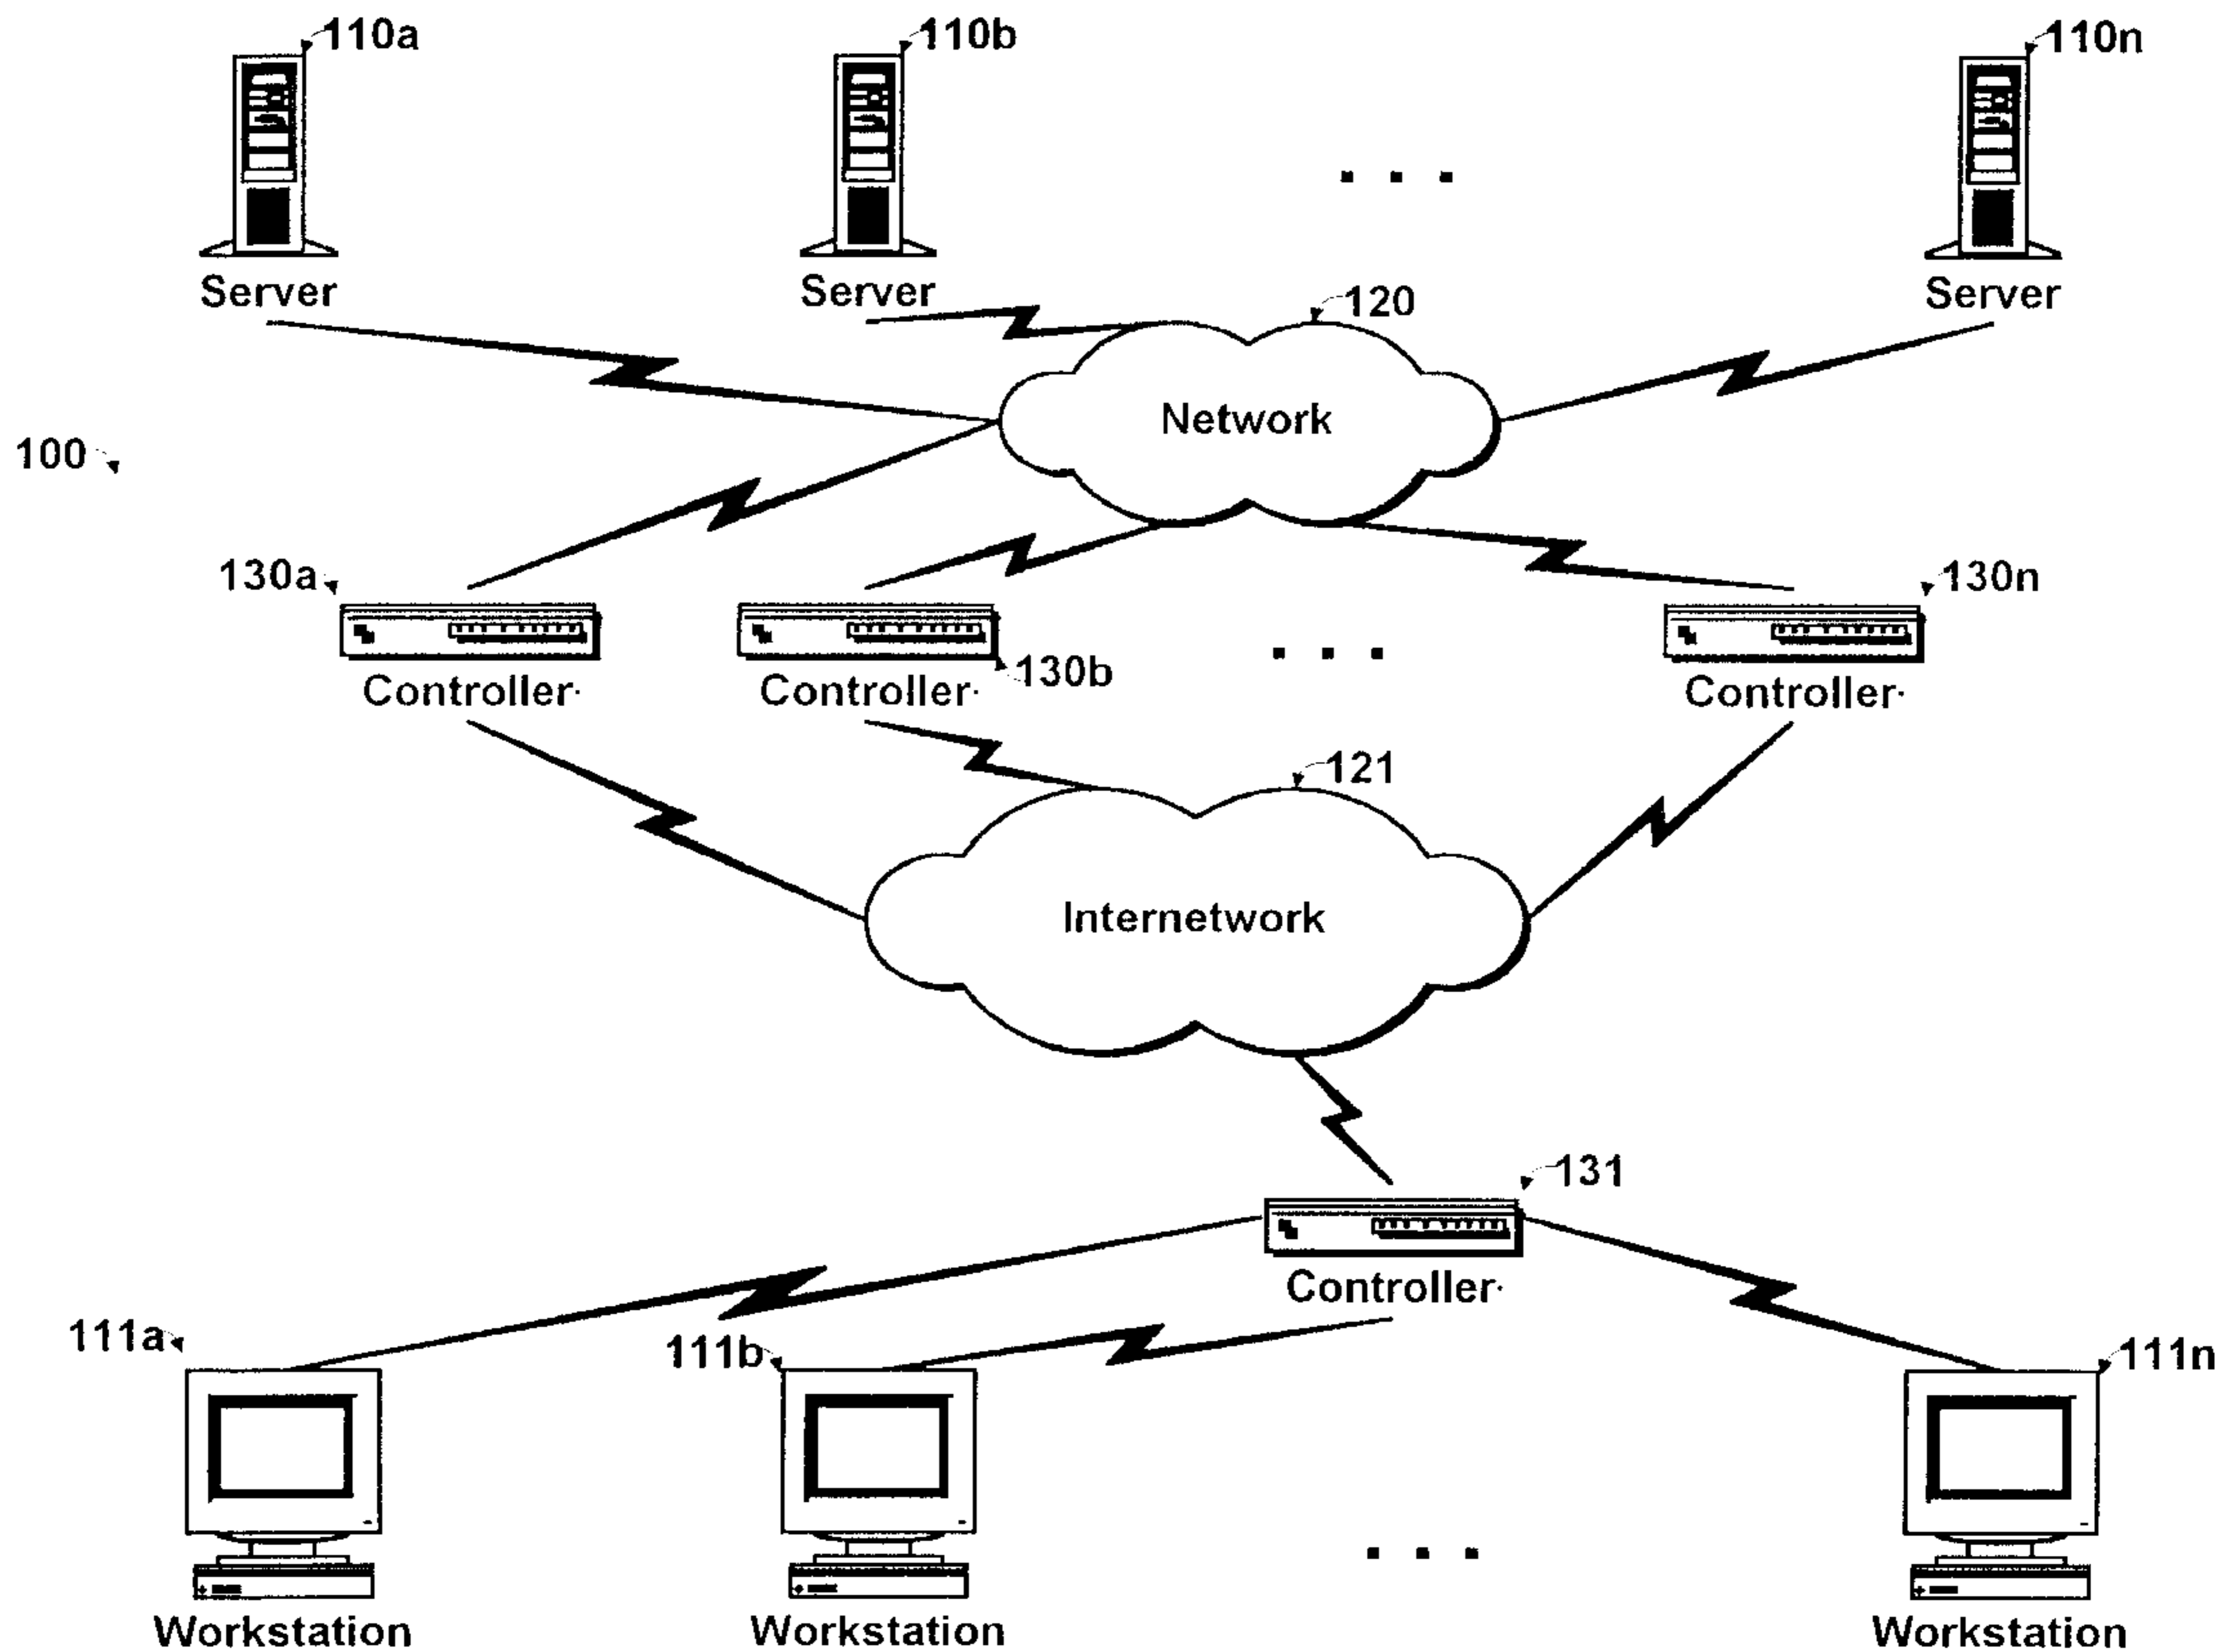 110a
110b
110n
Server
Server
Server
120
Network
100
130a
130b
130n
Controller
Controller
Controller
121
Internetwork
131
Controller
111a
111b
111n
Workstation
Workstation
Workstation